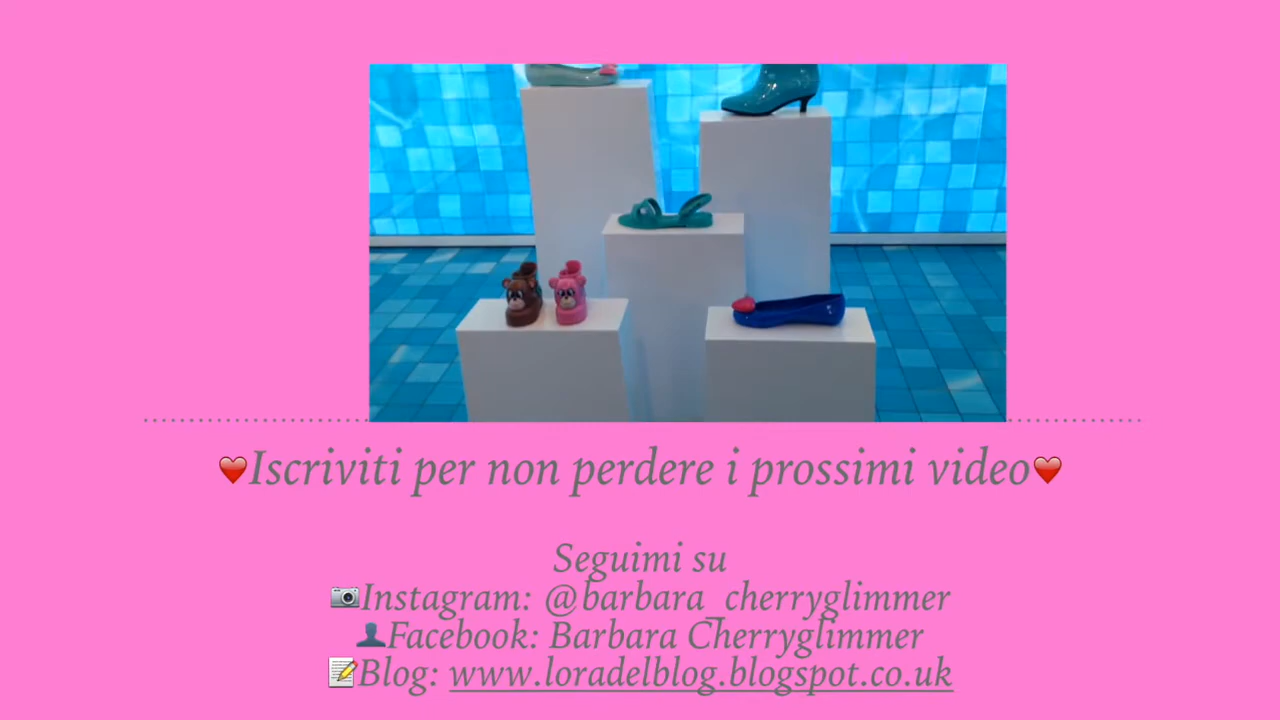 ❤️Iscriviti per non perdere i prossimi video❤️
Seguimi su
📷Instagram: @barbara_cherryglimmer
👤Facebook: Barbara Cherryglimmer
📝Blog: www.loradelblog.blogspot.co.uk